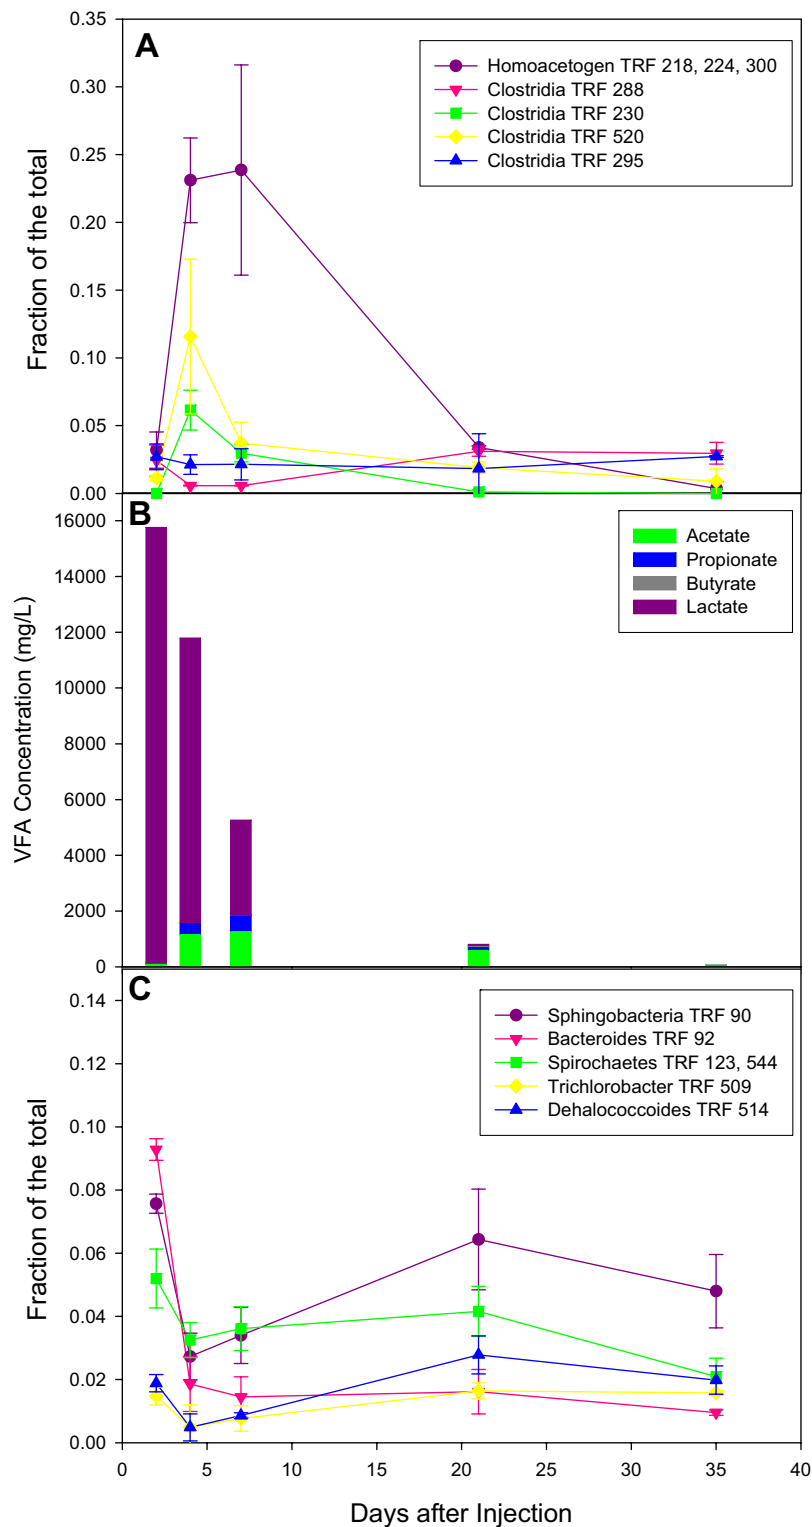 A
0.35
0.30
0.25
0.20
0.15
0.10
0.05
0.00
Fraction of the total
Homoacetogen TRF 218, 224, 300
Clostridia TRF 288
Clostridia TRF 230
Clostridia TRF 520
Clostridia TRF 295
B
16000
14000
12000
10000
8000
6000
4000
2000
0
VFA Concentration (mg/L)
Acetate
Propionate
Butyrate
Lactate
C
0.14
0.12
0.10
0.08
0.06
0.04
0.02
0.00
Fraction of the total
Sphingobacteria TRF 90
Bacteroides TRF 92
Spirochaetes TRF 123, 544
Trichlorobacter TRF 509
Dehalococcoides TRF 514
0 5 10 15 20 25 30 35 40
Days after Injection